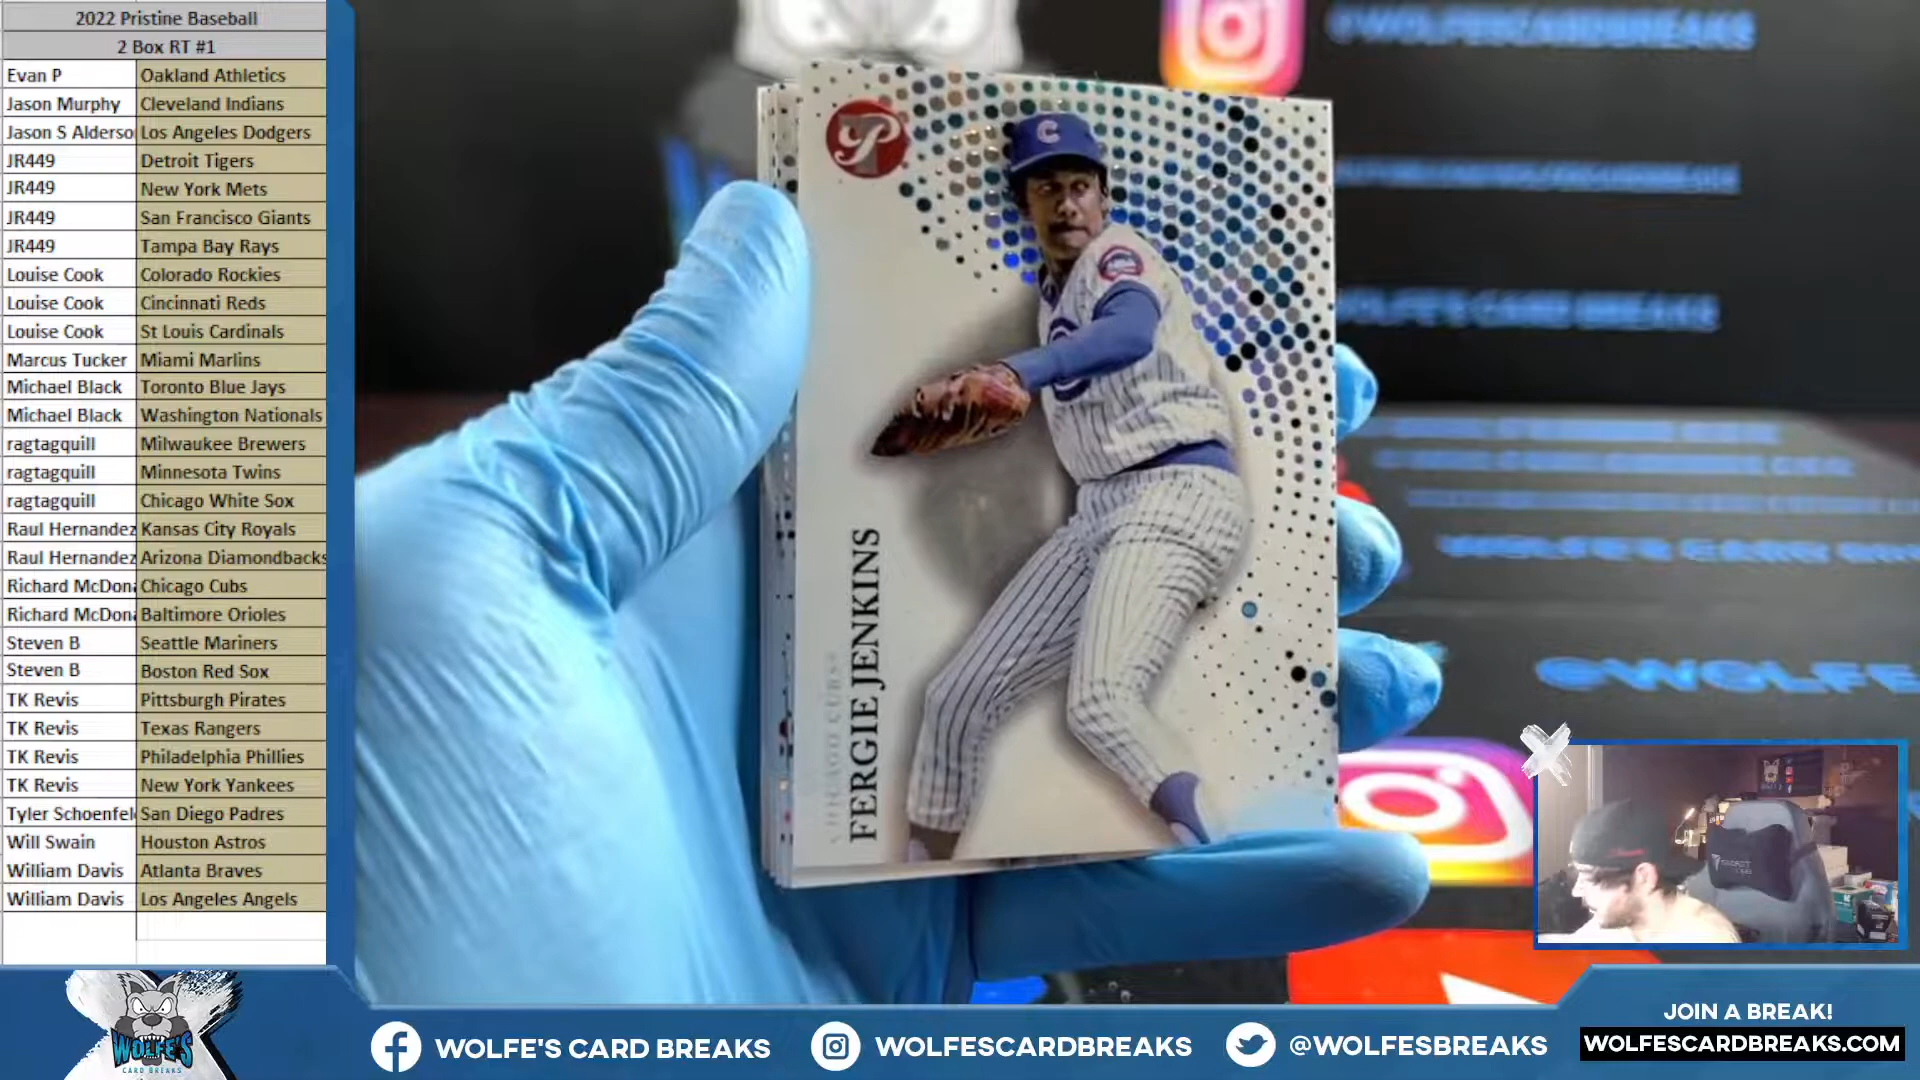 2022 Pristine Baseball
2 Box RT #1
Evan P Oakland Athletics
Jason Murphy Cleveland Indians
Jason S Alderso Los Angeles Dodgers
JR449 Detroit Tigers
JR449 New York Mets
JR449 San Francisco Giants
JR449 Tampa Bay Rays
Louise Cook Colorado Rockies
Louise Cook Cincinnati Reds
Louise Cook St Louis Cardinals
Marcus Tucker Miami Marlins
Michael Black Toronto Blue Jays
Michael Black Washington Nationals
ragtagquill Milwaukee Brewers
ragtagquill Minnesota Twins
ragtagquill Chicago White Sox
Raul Hernandez Kansas City Royals
Raul Hernandez Arizona Diamondbacks
Richard McDona Chicago Cubs
Richard McDona Baltimore Orioles
Steven B Seattle Mariners
Steven B Boston Red Sox
TK Revis Pittsburgh Pirates
TK Revis Texas Rangers
TK Revis Philadelphia Phillies
TK Revis New York Yankees
Tyler Schoenfel San Diego Padres
Will Swain Houston Astros
William Davis Atlanta Braves
William Davis Los Angeles Angels
@WOLFESCARDBREAKS
WOLFE'S CARD BREAKS
@WOLFE
P
C
CHICAGO CUBS
FERGIE JENKINS
WOLFE'S
CARD BREAKS
WOLFE'S CARD BREAKS
WOLFESCARDBREAKS
@WOLFESBREAKS
JOIN A BREAK!
WOLFESCARDBREAKS.COM